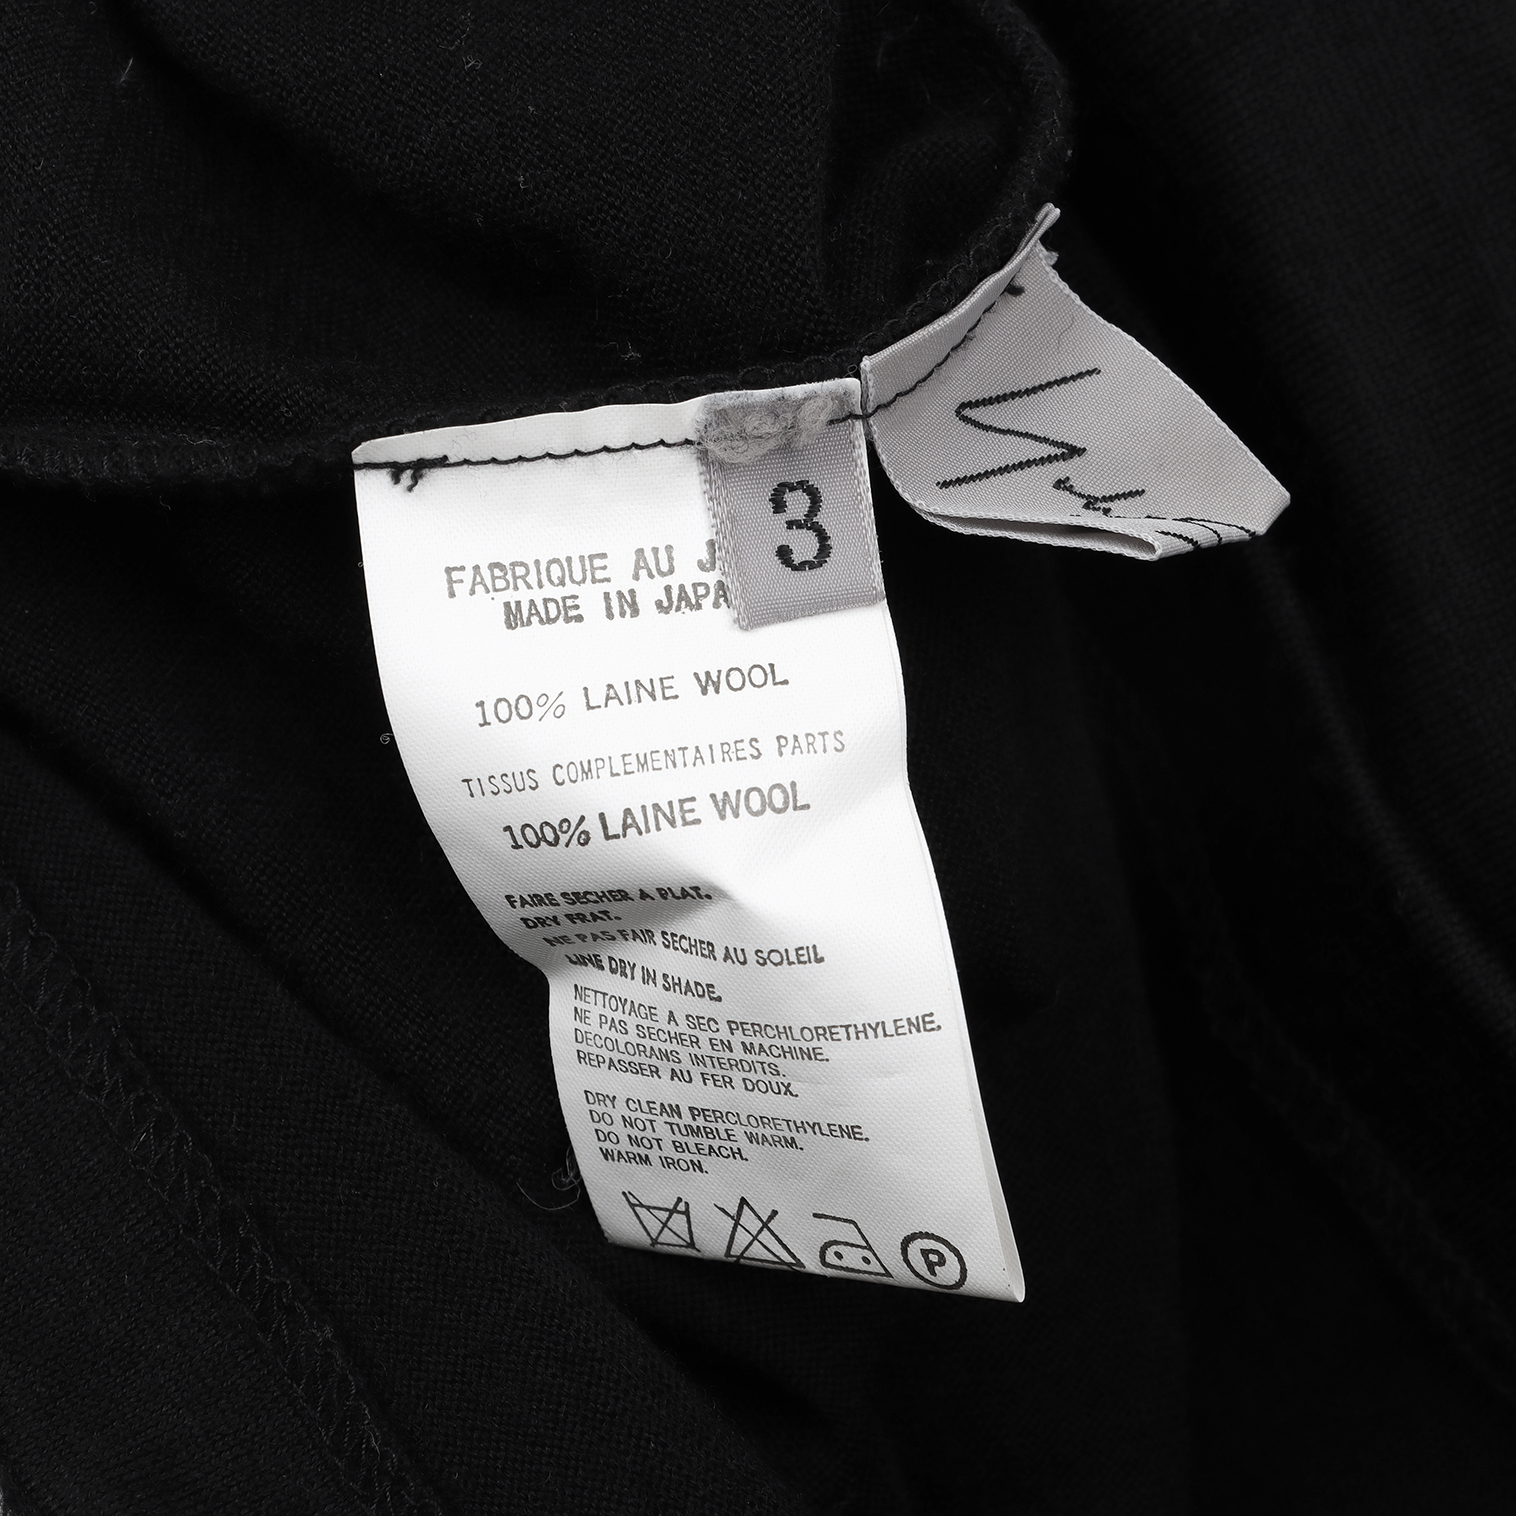 3
FABRIQUE AU J
MADE IN JAPA
100% LAINE WOOL
TISSUS COMPLEMENTAIRES PARTS
100% LAINE WOOL
FAIRE SECHER A PLAT.
DRY FRAT.
NE PAS FAIR SECHER AU SOLEIL
LINE DRY IN SHADE.
NETTOYAGE A SEC PERCHLORETHYLENE.
NE PAS SECHER EN MACHINE.
DECOLORANS INTERDITS.
REPASSER AU FER DOUX.
DRY CLEAN PERCLORETHYLENE.
DO NOT TUMBLE WARM.
DO NOT BLEACH.
WARM IRON.
P